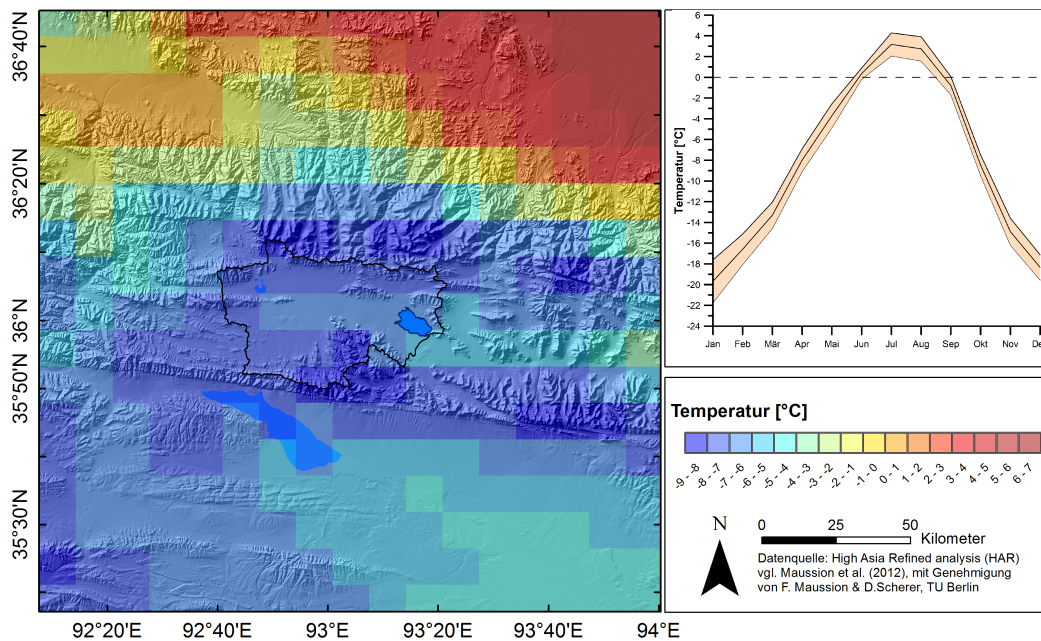 36°40'N
36°20'N
36°N
35°50'N
35°30'N
92°20'E
92°40'E
93°E
93°20'E
93°40'E
94°E
Temperatur [°C]
6
4
2
0
-2
-4
-6
-8
-10
-12
-14
-16
-18
-20
-22
-24
Jan
Feb
Mär
Apr
Mai
Jun
Jul
Aug
Sep
Okt
Nov
De
Temperatur [°C]
-9 - -8
-8 - -7
-7 - -6
-6 - -5
-5 - -4
-4 - -3
-3 - -2
-2 - -1
-1 - 0
0 - 1
1 - 2
2 - 3
3 - 4
4 - 5
5 - 6
6 - 7
N
0
25
50
Kilometer
Datenquelle: High Asia Refined analysis (HAR)
vgl. Maussion et al. (2012), mit Genehmigung
von F. Maussion & D.Scherer, TU Berlin